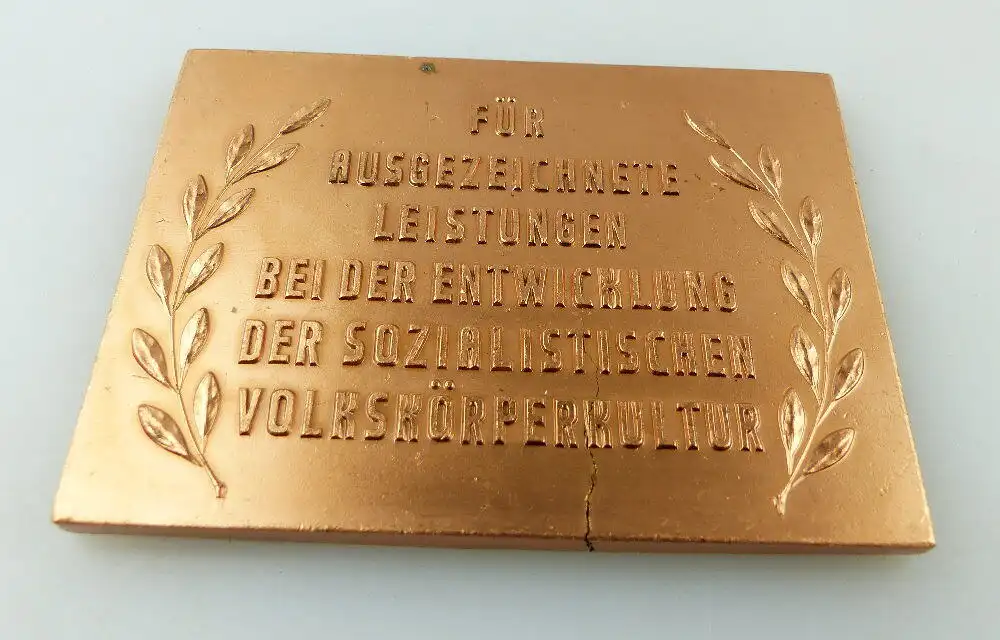 FÜR
AUSGEZEICHNETE
LEISTUNGEN
BEI DER ENTWICKLUNG
DER SOZIALISTISCHEN
VOLKSKÖRPERKULTUR